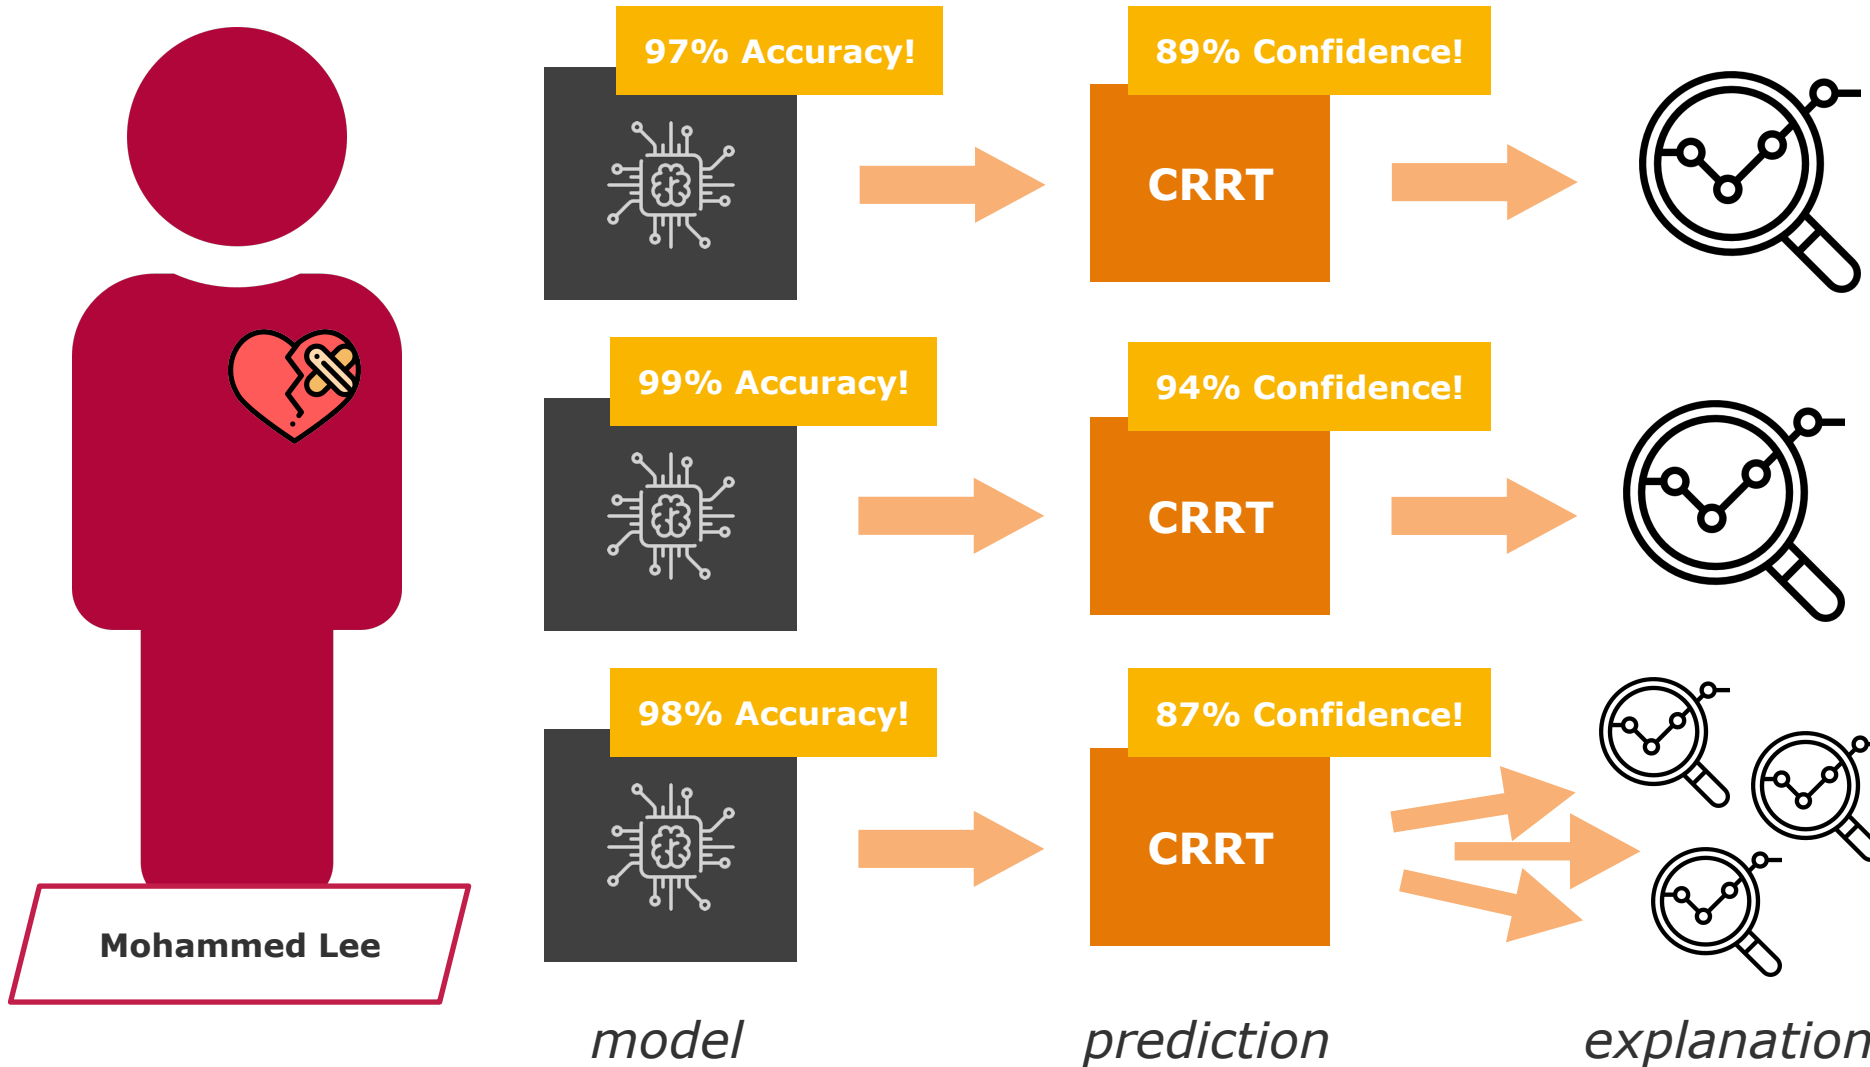 97% Accuracy!
89% Confidence!
CRRT
99% Accuracy!
94% Confidence!
CRRT
98% Accuracy!
87% Confidence!
CRRT
Mohammed Lee
model
prediction
explanation